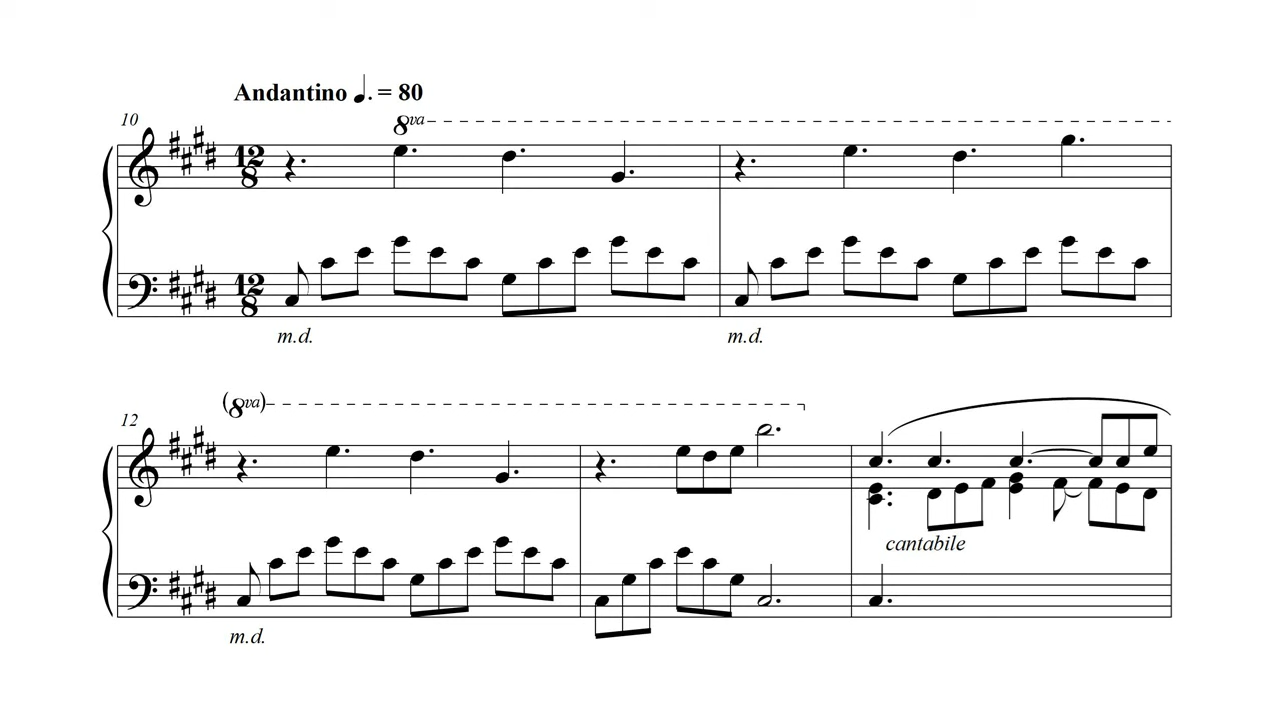 Andantino ♩. = 80
10
8va
12
8
12
8
m.d.
m.d.
(8va)
12
cantabile
m.d.